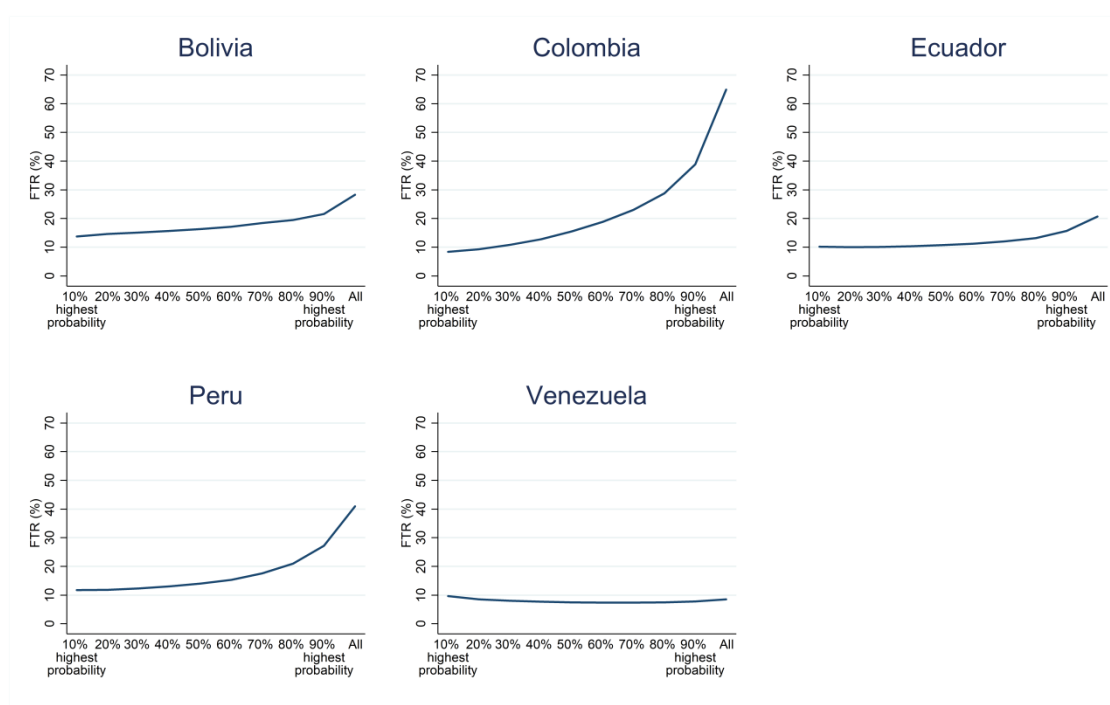 Bolivia
FTR (%)
70
60
50
40
30
20
10
0
10% 20% 30% 40% 50% 60% 70% 80% 90% All
highest highest
probability probability
Colombia
FTR (%)
70
60
50
40
30
20
10
0
10% 20% 30% 40% 50% 60% 70% 80% 90% All
highest highest
probability probability
Ecuador
FTR (%)
70
60
50
40
30
20
10
0
10% 20% 30% 40% 50% 60% 70% 80% 90% All
highest highest
probability probability
Peru
FTR (%)
70
60
50
40
30
20
10
0
10% 20% 30% 40% 50% 60% 70% 80% 90% All
highest highest
probability probability
Venezuela
FTR (%)
70
60
50
40
30
20
10
0
10% 20% 30% 40% 50% 60% 70% 80% 90% All
highest highest
probability probability